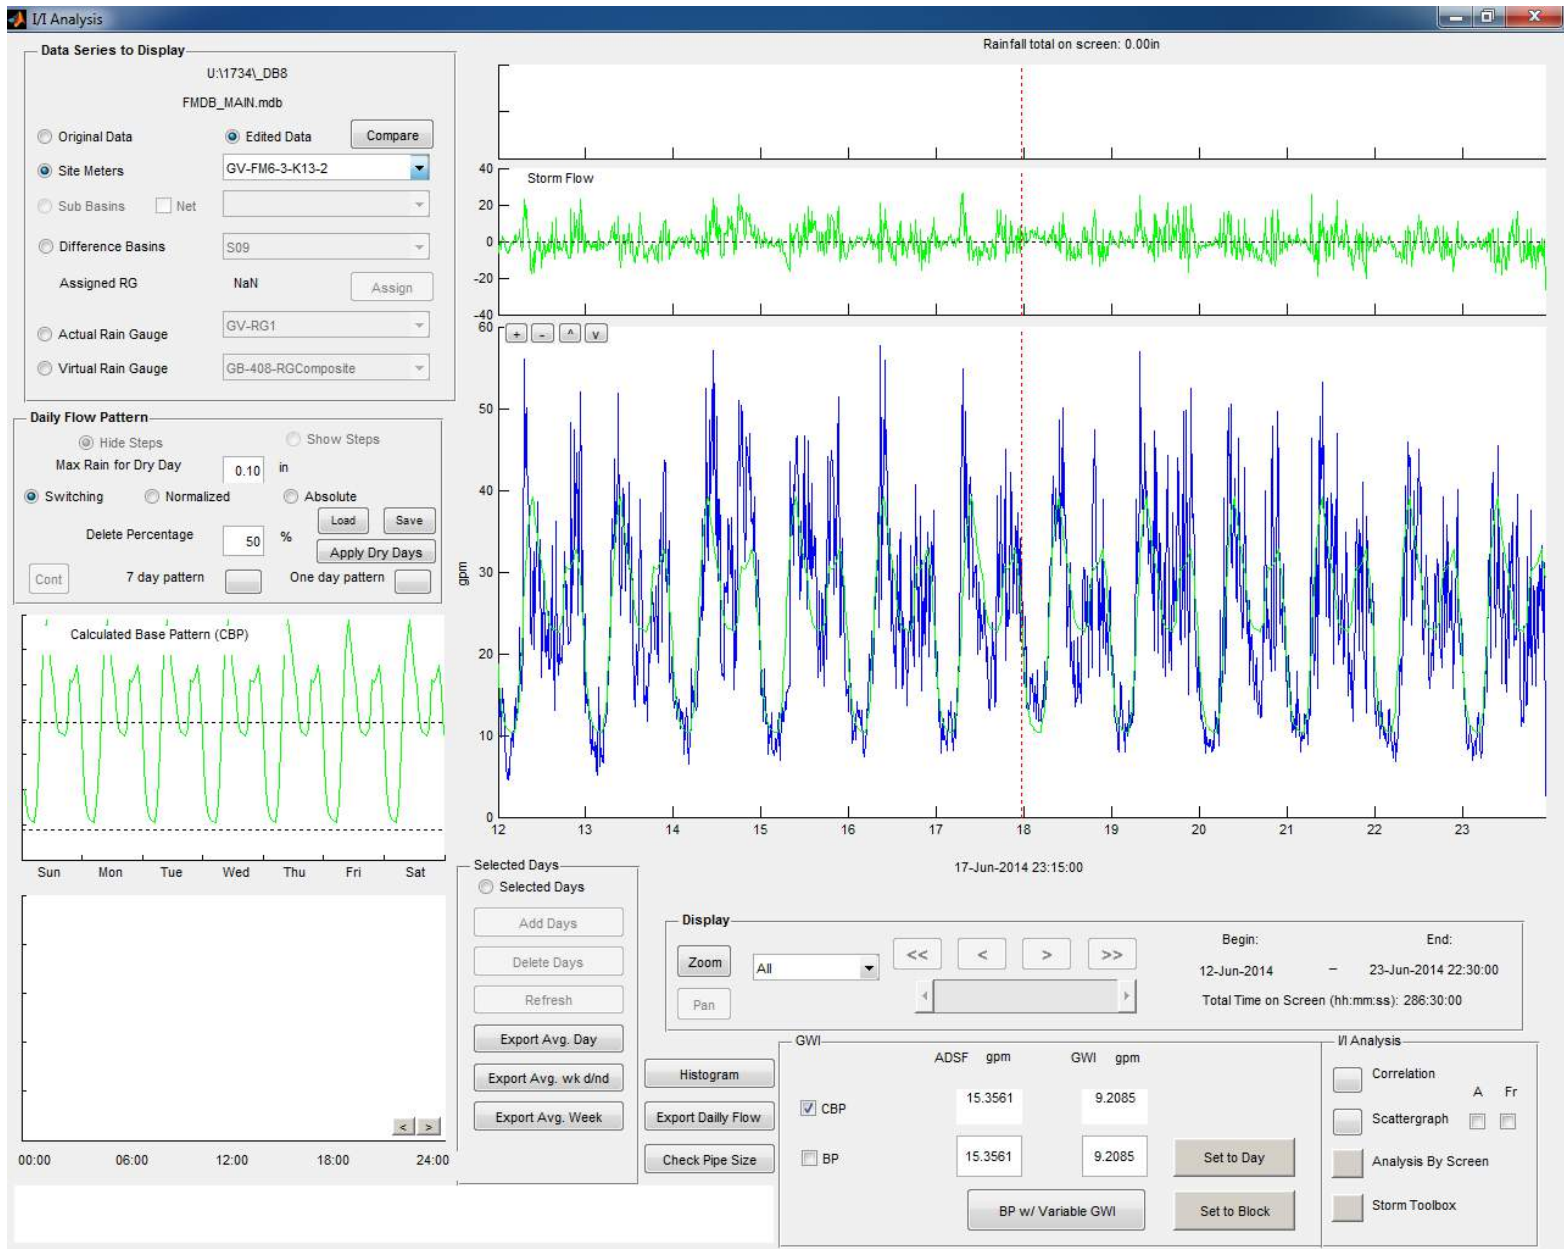 I/I Analysis
Data Series to Display
U:\1734\_DB8
FMDB_MAIN.mdb
Original Data
Edited Data
Compare
Site Meters
GV-FM6-3-K13-2
Sub Basins
Net
Difference Basins
S09
Assigned RG
NaN
Assign
Actual Rain Gauge
GV-RG1
Virtual Rain Gauge
GB-408-RGComposite
Daily Flow Pattern
Hide Steps
Show Steps
Max Rain for Dry Day
0.10
in
Switching
Normalized
Absolute
Load
Save
Delete Percentage
50
%
Apply Dry Days
Cont
7 day pattern
One day pattern
Calculated Base Pattern (CBP)
Sun Mon Tue Wed Thu Fri Sat
< >
00:00 06:00 12:00 18:00 24:00
Rainfall total on screen: 0.00in
40
Storm Flow
20
0
-20
-40
60
+ - ^ v
50
40
30
gpm
20
10
0
12 13 14 15 16 17 18 19 20 21 22 23
17-Jun-2014 23:15:00
Selected Days
Selected Days
Add Days
Delete Days
Refresh
Export Avg. Day
Export Avg. wk d/nd
Export Avg. Week
Display
Zoom
All
<< < > >>
Pan
Begin:
End:
12-Jun-2014 – 23-Jun-2014 22:30:00
Total Time on Screen (hh:mm:ss): 286:30:00
Histogram
Export Dailly Flow
Check Pipe Size
GWI
ADSF gpm
GWI gpm
CBP
15.3561
9.2085
BP
15.3561
9.2085
Set to Day
BP w/ Variable GWI
Set to Block
I/I Analysis
Correlation
A Fr
Scattergraph
Analysis By Screen
Storm Toolbox